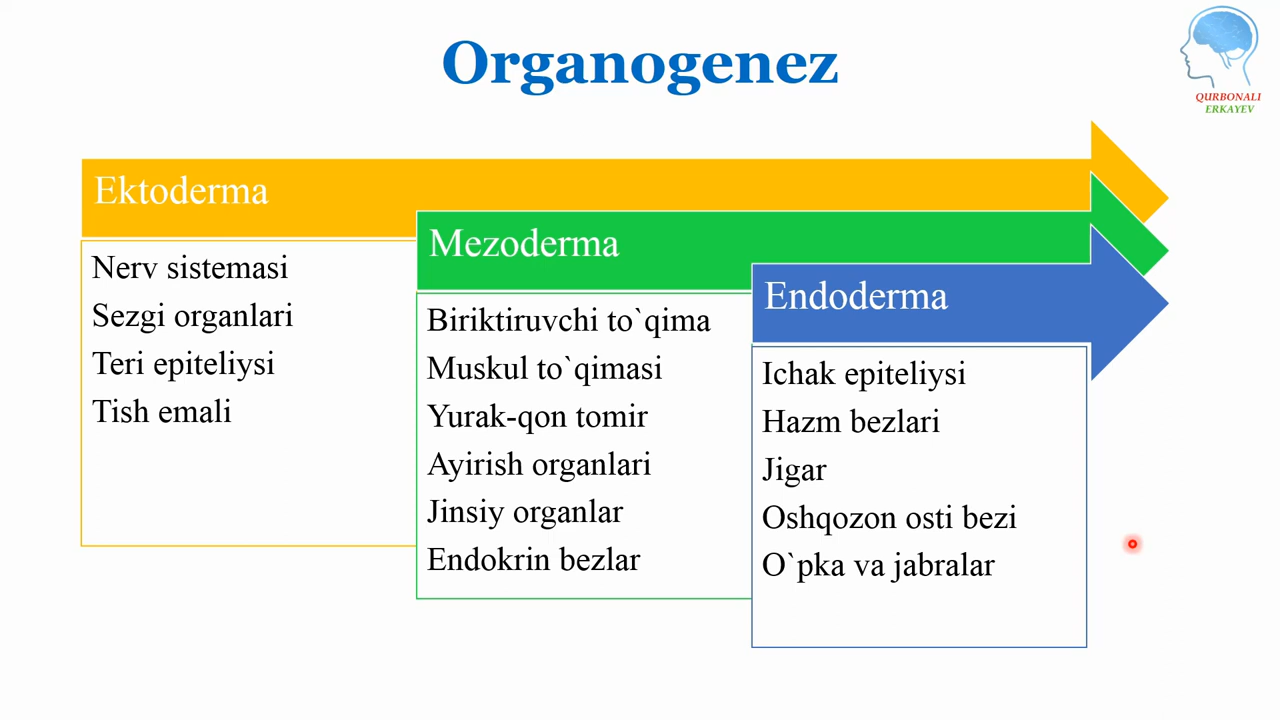 Organogenez
QURBONALI
ERKAYEV
Ektoderma
Nerv sistemasi
Sezgi organlari
Teri epiteliysi
Tish emali
Mezoderma
Biriktiruvchi to`qima
Muskul to`qimasi
Yurak-qon tomir
Ayirish organlari
Jinsiy organlar
Endokrin bezlar
Endoderma
Ichak epiteliysi
Hazm bezlari
Jigar
Oshqozon osti bezi
O`pka va jabralar